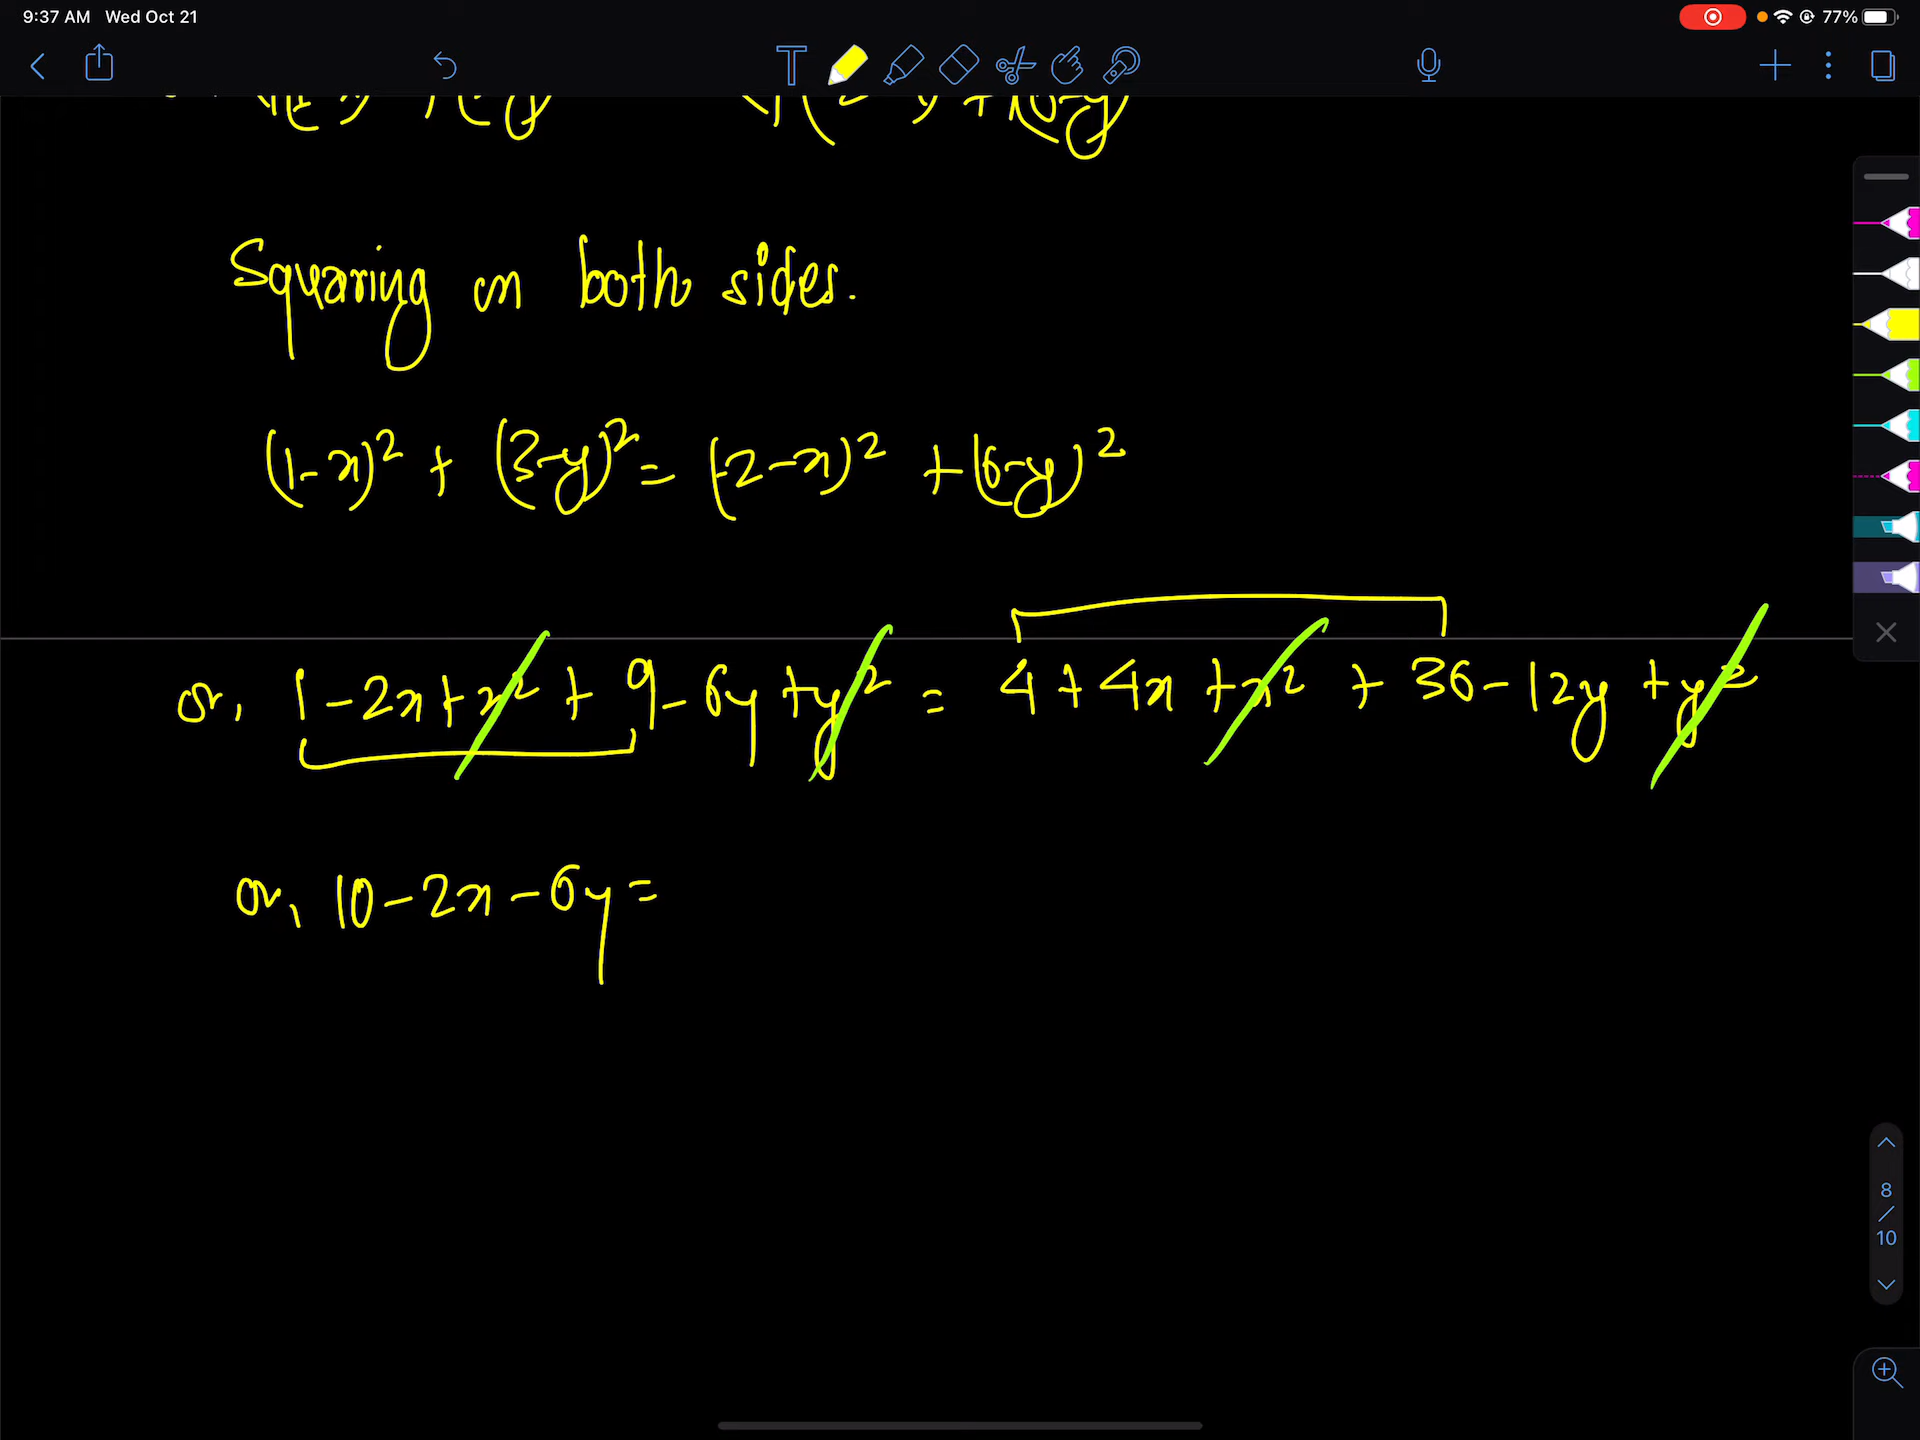 9:37 AM Wed Oct 21
77%
Squaring on both sides.
(1-x)² + (3-y)² = (-2-x)² + (6-y)²
or, 1 - 2x + x² + 9 - 6y + y² = 4 + 4x + x² + 36 - 12y + y²
or, 10 - 2x - 6y =
8
/
10